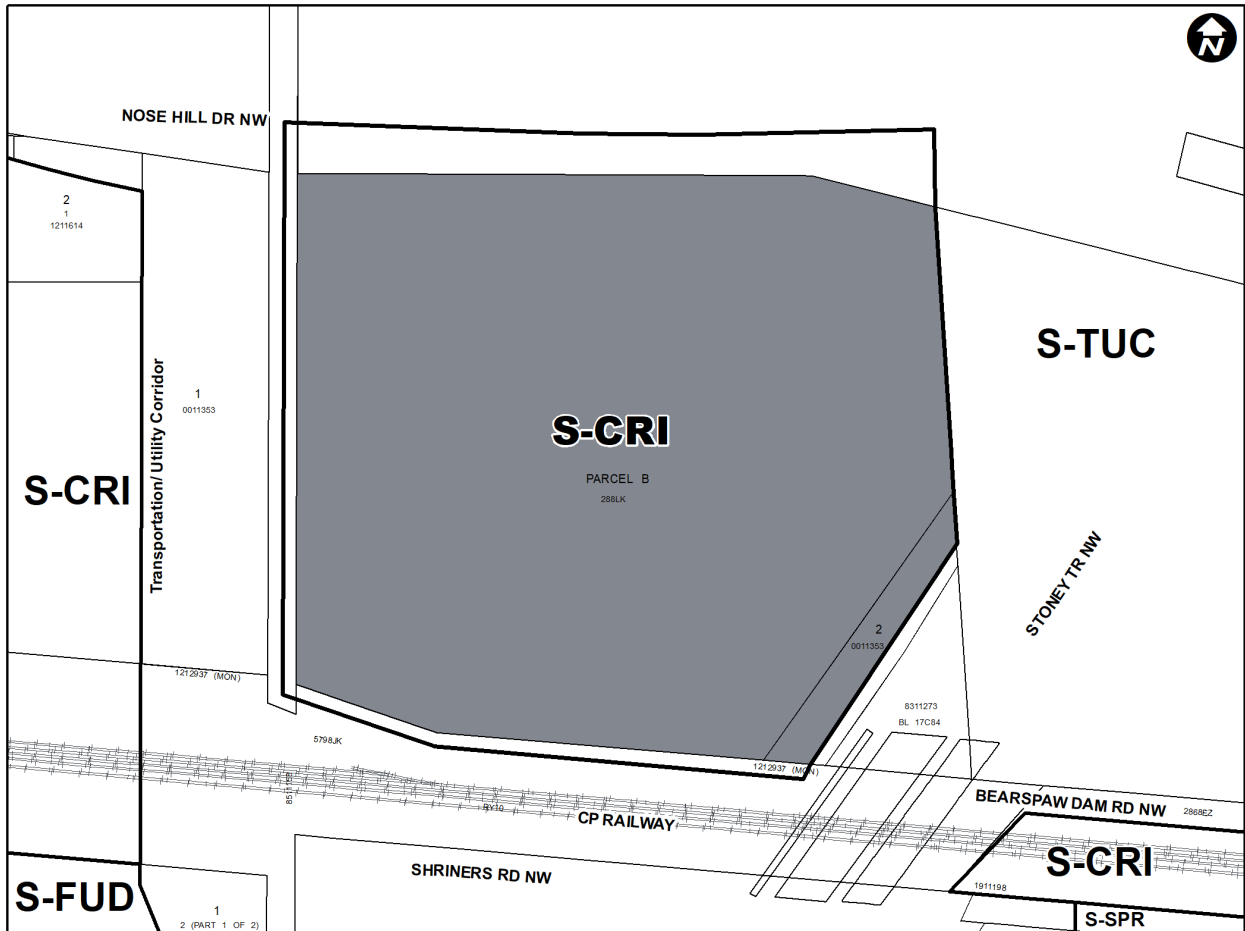 N
NOSE HILL DR NW
2
1
1211614
S-TUC
1
0011353
Transportation/ Utility Corridor
S-CRI
S-CRI
PARCEL B
288LK
STONEY TR NW
2
0011353
1212937 (MON)
8311273
BL 17C84
5798JK
1212937 (MON)
RY10
CP RAILWAY
BEARSPAW DAM RD NW
2868EZ
SHRINERS RD NW
S-CRI
1911198
S-FUD
1
2 (PART 1 OF 2)
S-SPR